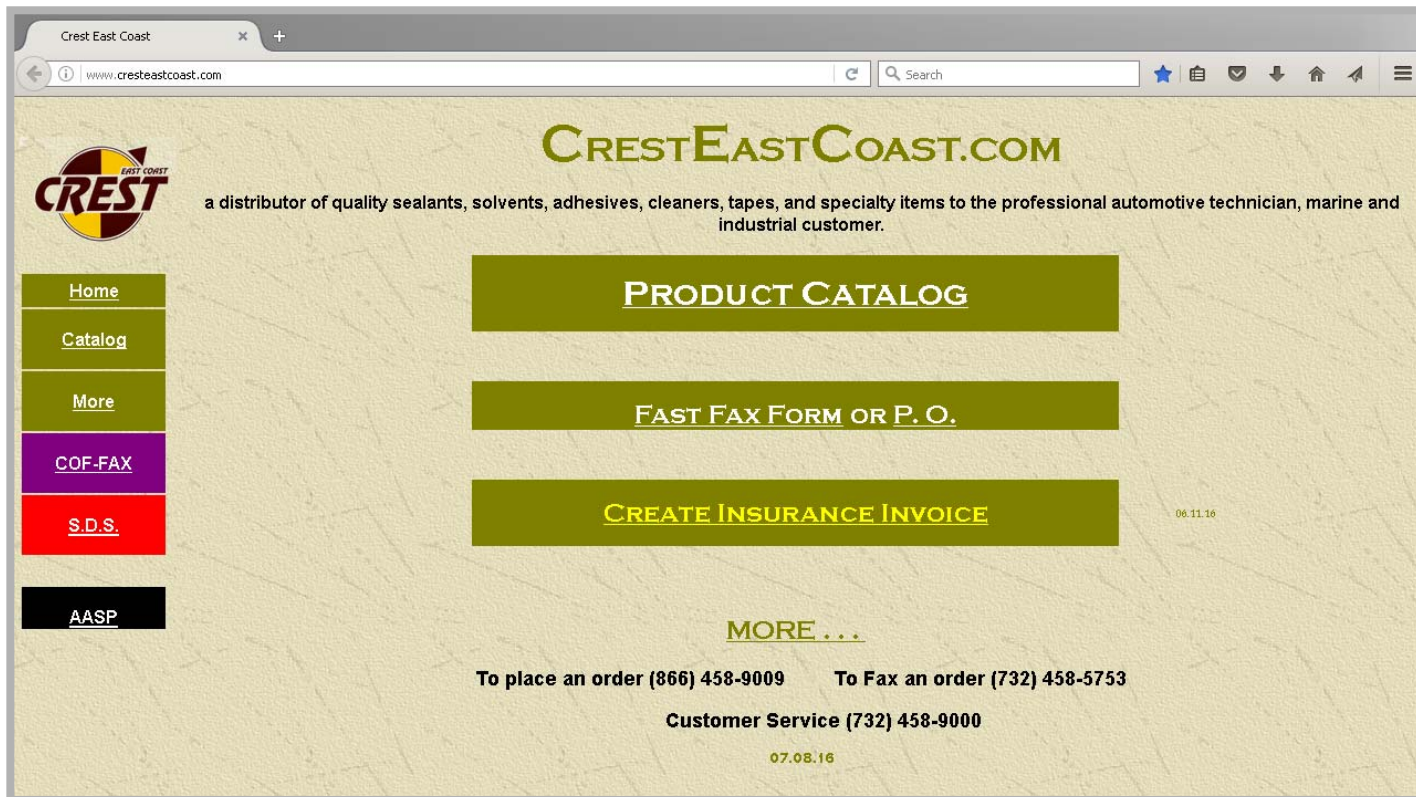 Crest East Coast
www.cresteastcoast.com
Search
EAST COAST
CREST
CRESTEASTCOAST.COM
a distributor of quality sealants, solvents, adhesives, cleaners, tapes, and specialty items to the professional automotive technician, marine and
industrial customer.
Home
Catalog
More
COF-FAX
S.D.S.
AASP
PRODUCT CATALOG
FAST FAX FORM OR P. O.
CREATE INSURANCE INVOICE
06.11.16
MORE . . .
To place an order (866) 458-9009 To Fax an order (732) 458-5753
Customer Service (732) 458-9000
07.08.16